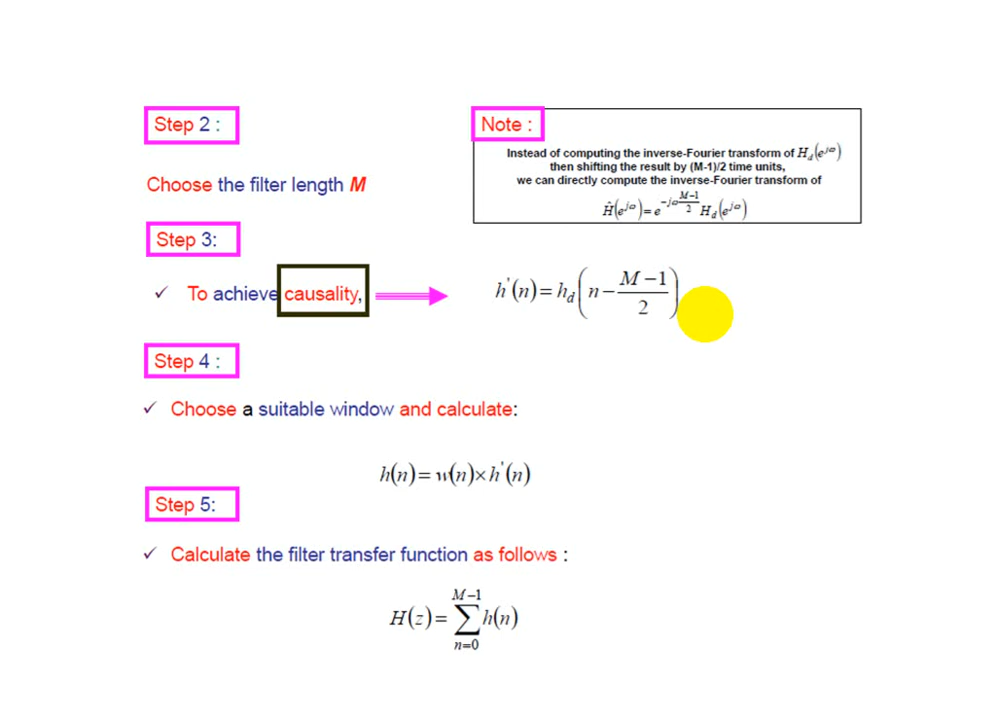 Step 2 :
Note :
Instead of computing the inverse-Fourier transform of H_d(e^{jω})
then shifting the result by (M-1)/2 time units,
we can directly compute the inverse-Fourier transform of
Ĥ(e^{jω})=e^{-jω\frac{M-1}{2}}H_d(e^{jω})
Choose the filter length M
Step 3:
✓ To achieve causality,
h'(n)=h_d(n-\frac{M-1}{2})
Step 4 :
✓ Choose a suitable window and calculate:
h(n)=w(n)×h'(n)
Step 5:
✓ Calculate the filter transfer function as follows :
H(z)=\sum_{n=0}^{M-1}h(n)